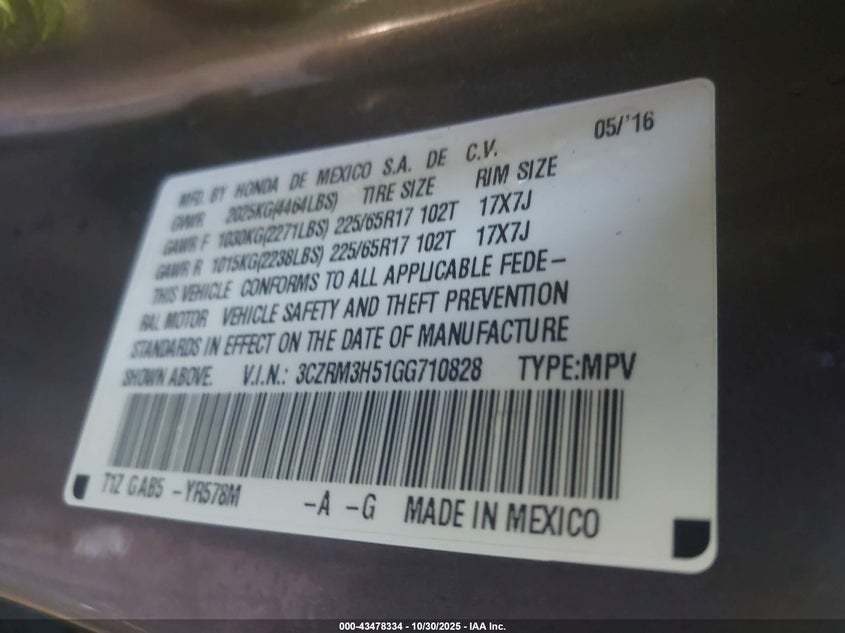 05/'16
MFD. BY HONDA DE MEXICO S.A. DE C.V.
GVWR 2025KG(4464LBS) TIRE SIZE RIM SIZE
GAWR F 1030KG(2271LBS) 225/65R17 102T 17X7J
GAWR R 1015KG(2238LBS) 225/65R17 102T 17X7J
THIS VEHICLE CONFORMS TO ALL APPLICABLE FEDE-
RAL MOTOR VEHICLE SAFETY AND THEFT PREVENTION
STANDARDS IN EFFECT ON THE DATE OF MANUFACTURE
SHOWN ABOVE. V.I.N.: 3CZRM3H51GG710828 TYPE:MPV
T1Z GAB5 -YR578M -A -G MADE IN MEXICO
000-43478334 - 10/30/2025 - IAA Inc.